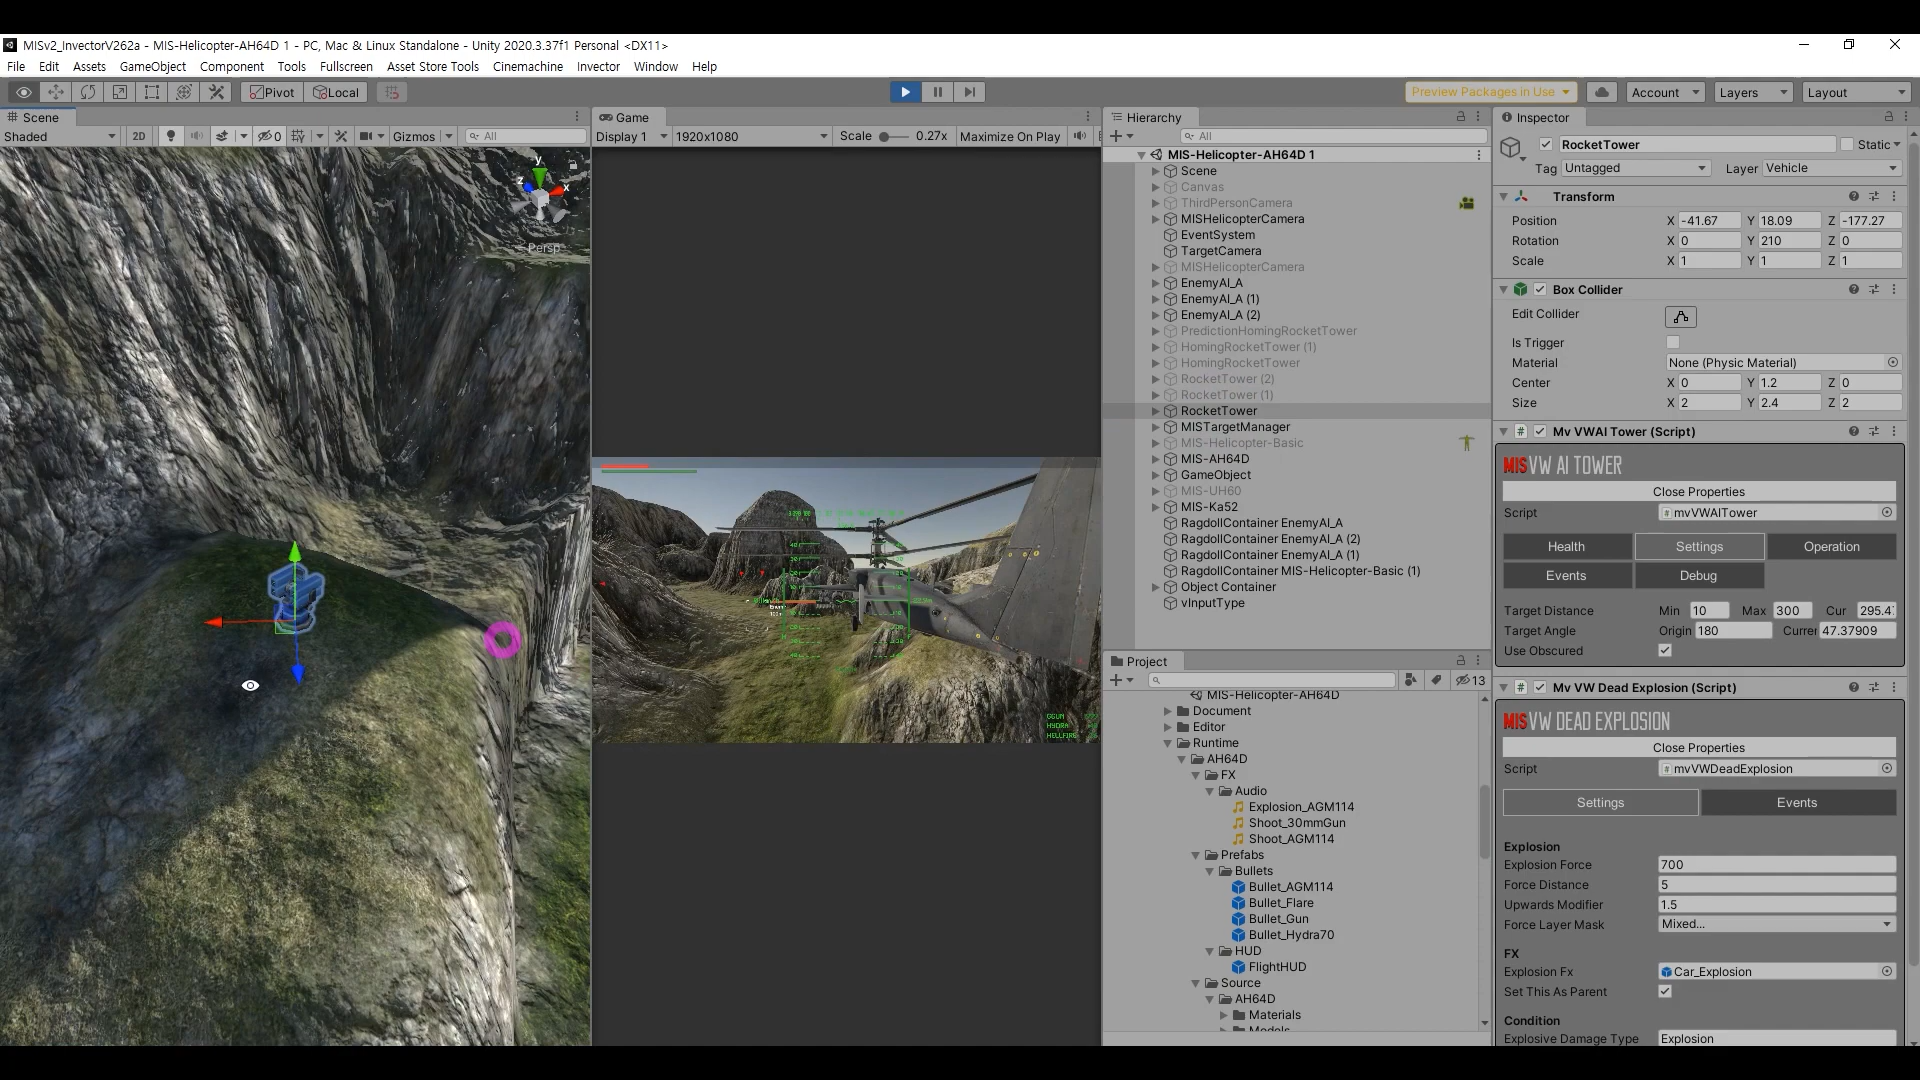 MISv2_InvectorV262a - MIS-Helicopter-AH64D 1 - PC, Mac & Linux Standalone - Unity 2020.3.37f1 Personal <DX11>
File Edit Assets GameObject Component Tools Fullscreen Asset Store Tools Cinemachine Invector Window Help
Pivot Local Preview Packages in Use Account Layers Layout
Scene
Shaded 2D 0 Gizmos All
y
z x
Persp
Game
Display 1 1920x1080 Scale 0.27x Maximize On Play
GGUN
HYDRA
HELLFIRE
Hierarchy
All
MIS-Helicopter-AH64D 1
Scene
Canvas
ThirdPersonCamera
MISHelicopterCamera
EventSystem
TargetCamera
MISHelicopterCamera
EnemyAI_A
EnemyAI_A (1)
EnemyAI_A (2)
PredictionHomingRocketTower
HomingRocketTower (1)
HomingRocketTower
RocketTower (2)
RocketTower (1)
RocketTower
MISTargetManager
MIS-Helicopter-Basic
MIS-AH64D
GameObject
MIS-UH60
MIS-Ka52
RagdollContainer EnemyAI_A
RagdollContainer EnemyAI_A (2)
RagdollContainer EnemyAI_A (1)
RagdollContainer MIS-Helicopter-Basic (1)
Object Container
vInputType
Project
13
MIS-Helicopter-AH64D
Document
Editor
Runtime
AH64D
FX
Audio
Explosion_AGM114
Shoot_30mmGun
Shoot_AGM114
Prefabs
Bullets
Bullet_AGM114
Bullet_Flare
Bullet_Gun
Bullet_Hydra70
HUD
FlightHUD
Source
AH64D
Materials
Models
Inspector
RocketTower Static
Tag Untagged Layer Vehicle
Transform
Position X -41.67 Y 18.09 Z -177.27
Rotation X 0 Y 210 Z 0
Scale X 1 Y 1 Z 1
Box Collider
Edit Collider
Is Trigger
Material None (Physic Material)
Center X 0 Y 1.2 Z 0
Size X 2 Y 2.4 Z 2
Mv VWAI Tower (Script)
MISVW AI TOWER
Close Properties
Script mvVWAITower
Health Settings Operation
Events Debug
Target Distance Min 10 Max 300 Cur 295.4
Target Angle Origin 180 Currer 47.37909
Use Obscured
Mv VW Dead Explosion (Script)
MISVW DEAD EXPLOSION
Close Properties
Script mvVWDeadExplosion
Settings Events
Explosion
Explosion Force 700
Force Distance 5
Upwards Modifier 1.5
Force Layer Mask Mixed...
FX
Explosion Fx Car_Explosion
Set This As Parent
Condition
Explosive Damage Type Explosion